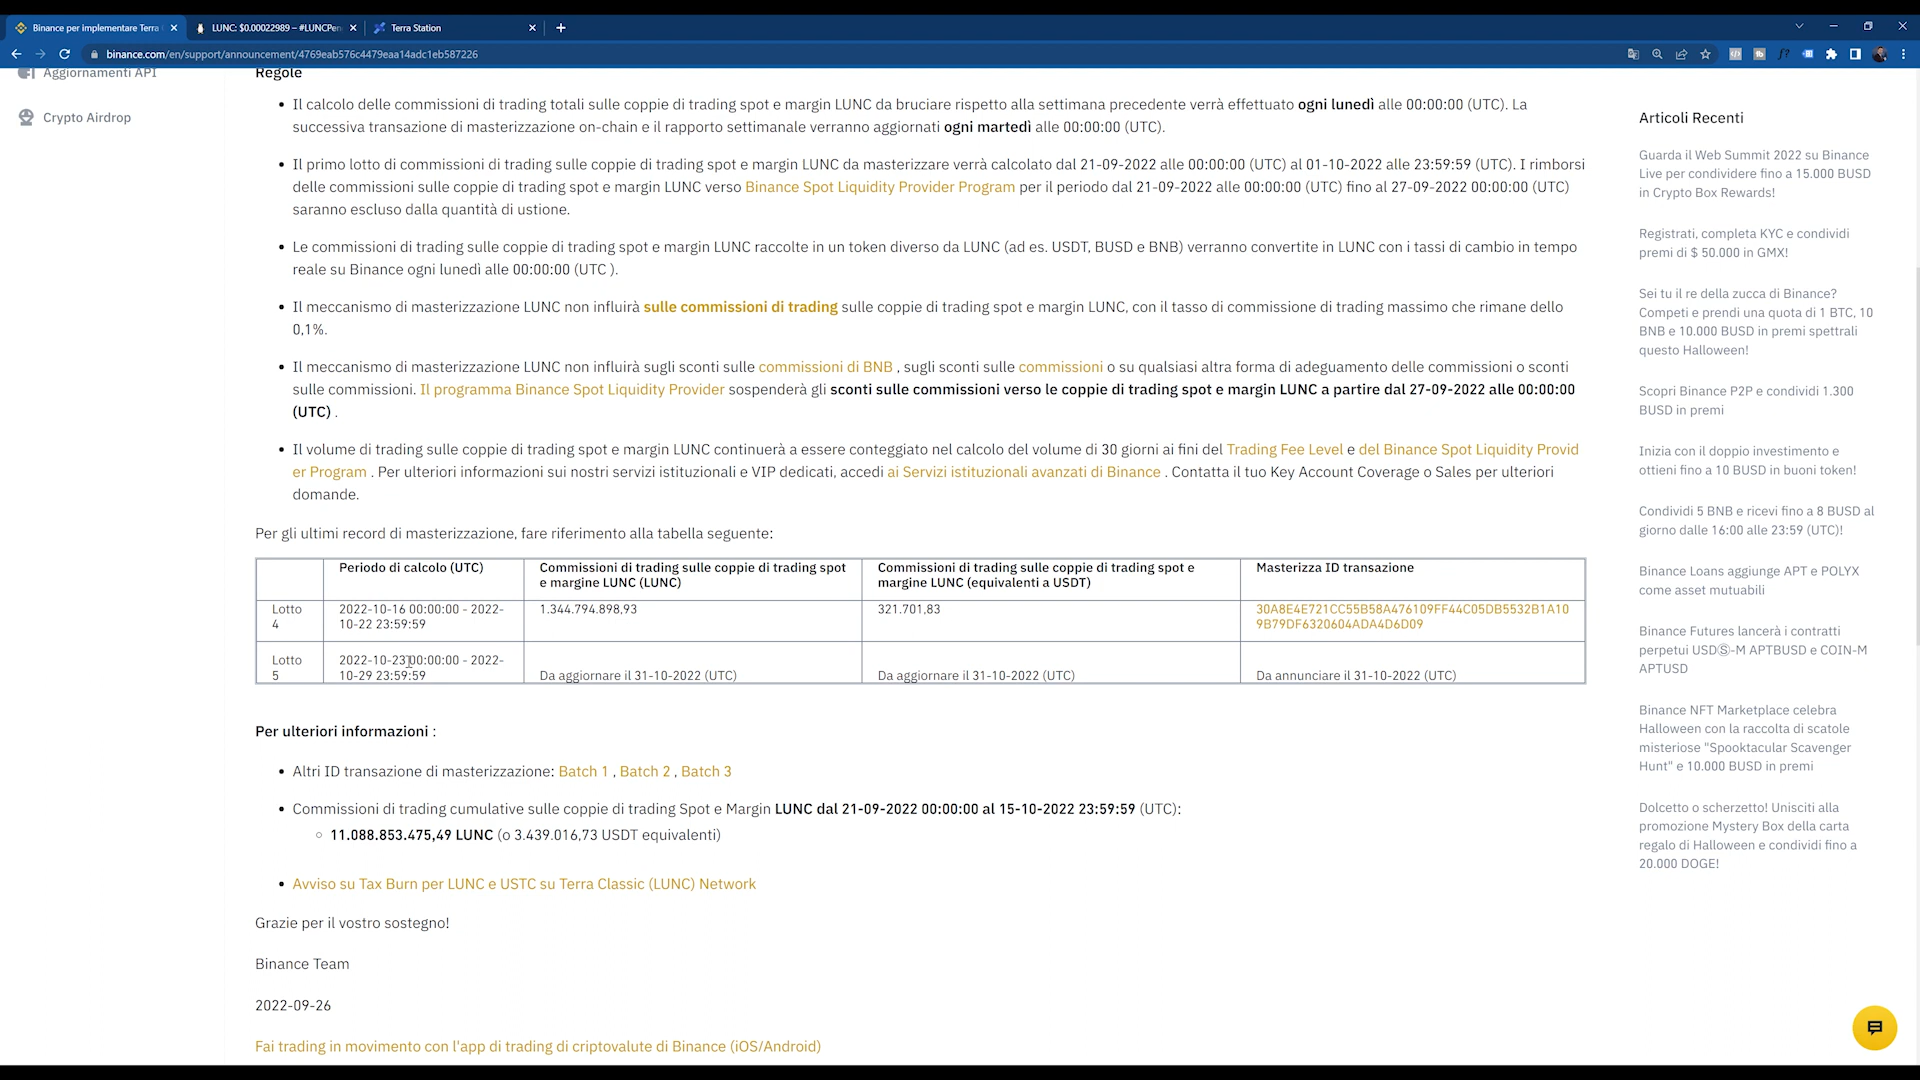 Binance per implementare Terra
LUNC: $0.00022989 – #LUNCPen
Terra Station
binance.com/en/support/announcement/4769eab576c4479eaa14adc1eb587226
Aggiornamenti API
Crypto Airdrop
Regole
Il calcolo delle commissioni di trading totali sulle coppie di trading spot e margin LUNC da bruciare rispetto alla settimana precedente verrà effettuato ogni lunedì alle 00:00:00 (UTC). La
successiva transazione di masterizzazione on-chain e il rapporto settimanale verranno aggiornati ogni martedì alle 00:00:00 (UTC).
Il primo lotto di commissioni di trading sulle coppie di trading spot e margin LUNC da masterizzare verrà calcolato dal 21-09-2022 alle 00:00:00 (UTC) al 01-10-2022 alle 23:59:59 (UTC). I rimborsi
delle commissioni sulle coppie di trading spot e margin LUNC verso Binance Spot Liquidity Provider Program per il periodo dal 21-09-2022 alle 00:00:00 (UTC) fino al 27-09-2022 00:00:00 (UTC)
saranno escluso dalla quantità di ustione.
Le commissioni di trading sulle coppie di trading spot e margin LUNC raccolte in un token diverso da LUNC (ad es. USDT, BUSD e BNB) verranno convertite in LUNC con i tassi di cambio in tempo
reale su Binance ogni lunedì alle 00:00:00 (UTC ).
Il meccanismo di masterizzazione LUNC non influirà sulle commissioni di trading sulle coppie di trading spot e margin LUNC, con il tasso di commissione di trading massimo che rimane dello
0,1%.
Il meccanismo di masterizzazione LUNC non influirà sugli sconti sulle commissioni di BNB , sugli sconti sulle commissioni o su qualsiasi altra forma di adeguamento delle commissioni o sconti
sulle commissioni. Il programma Binance Spot Liquidity Provider sospenderà gli sconti sulle commissioni verso le coppie di trading spot e margin LUNC a partire dal 27-09-2022 alle 00:00:00
(UTC) .
Il volume di trading sulle coppie di trading spot e margin LUNC continuerà a essere conteggiato nel calcolo del volume di 30 giorni ai fini del Trading Fee Level e del Binance Spot Liquidity Provid
er Program . Per ulteriori informazioni sui nostri servizi istituzionali e VIP dedicati, accedi ai Servizi istituzionali avanzati di Binance . Contatta il tuo Key Account Coverage o Sales per ulteriori
domande.
Per gli ultimi record di masterizzazione, fare riferimento alla tabella seguente:
Periodo di calcolo (UTC)
Commissioni di trading sulle coppie di trading spot
e margine LUNC (LUNC)
Commissioni di trading sulle coppie di trading spot e
margine LUNC (equivalenti a USDT)
Masterizza ID transazione
Lotto
4
2022-10-16 00:00:00 - 2022-
10-22 23:59:59
1.344.794.898,93
321.701,83
30A8E4E721CC55B58A476109FF44C05DB5532B1A10
9B79DF6320604ADA4D6D09
Lotto
5
2022-10-23 00:00:00 - 2022-
10-29 23:59:59
Da aggiornare il 31-10-2022 (UTC)
Da aggiornare il 31-10-2022 (UTC)
Da annunciare il 31-10-2022 (UTC)
Per ulteriori informazioni :
Altri ID transazione di masterizzazione: Batch 1 , Batch 2 , Batch 3
Commissioni di trading cumulative sulle coppie di trading Spot e Margin LUNC dal 21-09-2022 00:00:00 al 15-10-2022 23:59:59 (UTC):
11.088.853.475,49 LUNC (o 3.439.016,73 USDT equivalenti)
Avviso su Tax Burn per LUNC e USTC su Terra Classic (LUNC) Network
Grazie per il vostro sostegno!
Binance Team
2022-09-26
Fai trading in movimento con l'app di trading di criptovalute di Binance (iOS/Android)
Articoli Recenti
Guarda il Web Summit 2022 su Binance
Live per condividere fino a 15.000 BUSD
in Crypto Box Rewards!
Registrati, completa KYC e condividi
premi di $ 50.000 in GMX!
Sei tu il re della zucca di Binance?
Competi e prendi una quota di 1 BTC, 10
BNB e 10.000 BUSD in premi spettrali
questo Halloween!
Scopri Binance P2P e condividi 1.300
BUSD in premi
Inizia con il doppio investimento e
ottieni fino a 10 BUSD in buoni token!
Condividi 5 BNB e ricevi fino a 8 BUSD al
giorno dalle 16:00 alle 23:59 (UTC)!
Binance Loans aggiunge APT e POLYX
come asset mutuabili
Binance Futures lancerà i contratti
perpetui USDⓈ-M APTBUSD e COIN-M
APTUSD
Binance NFT Marketplace celebra
Halloween con la raccolta di scatole
misteriose "Spooktacular Scavenger
Hunt" e 10.000 BUSD in premi
Dolcetto o scherzetto! Unisciti alla
promozione Mystery Box della carta
regalo di Halloween e condividi fino a
20.000 DOGE!